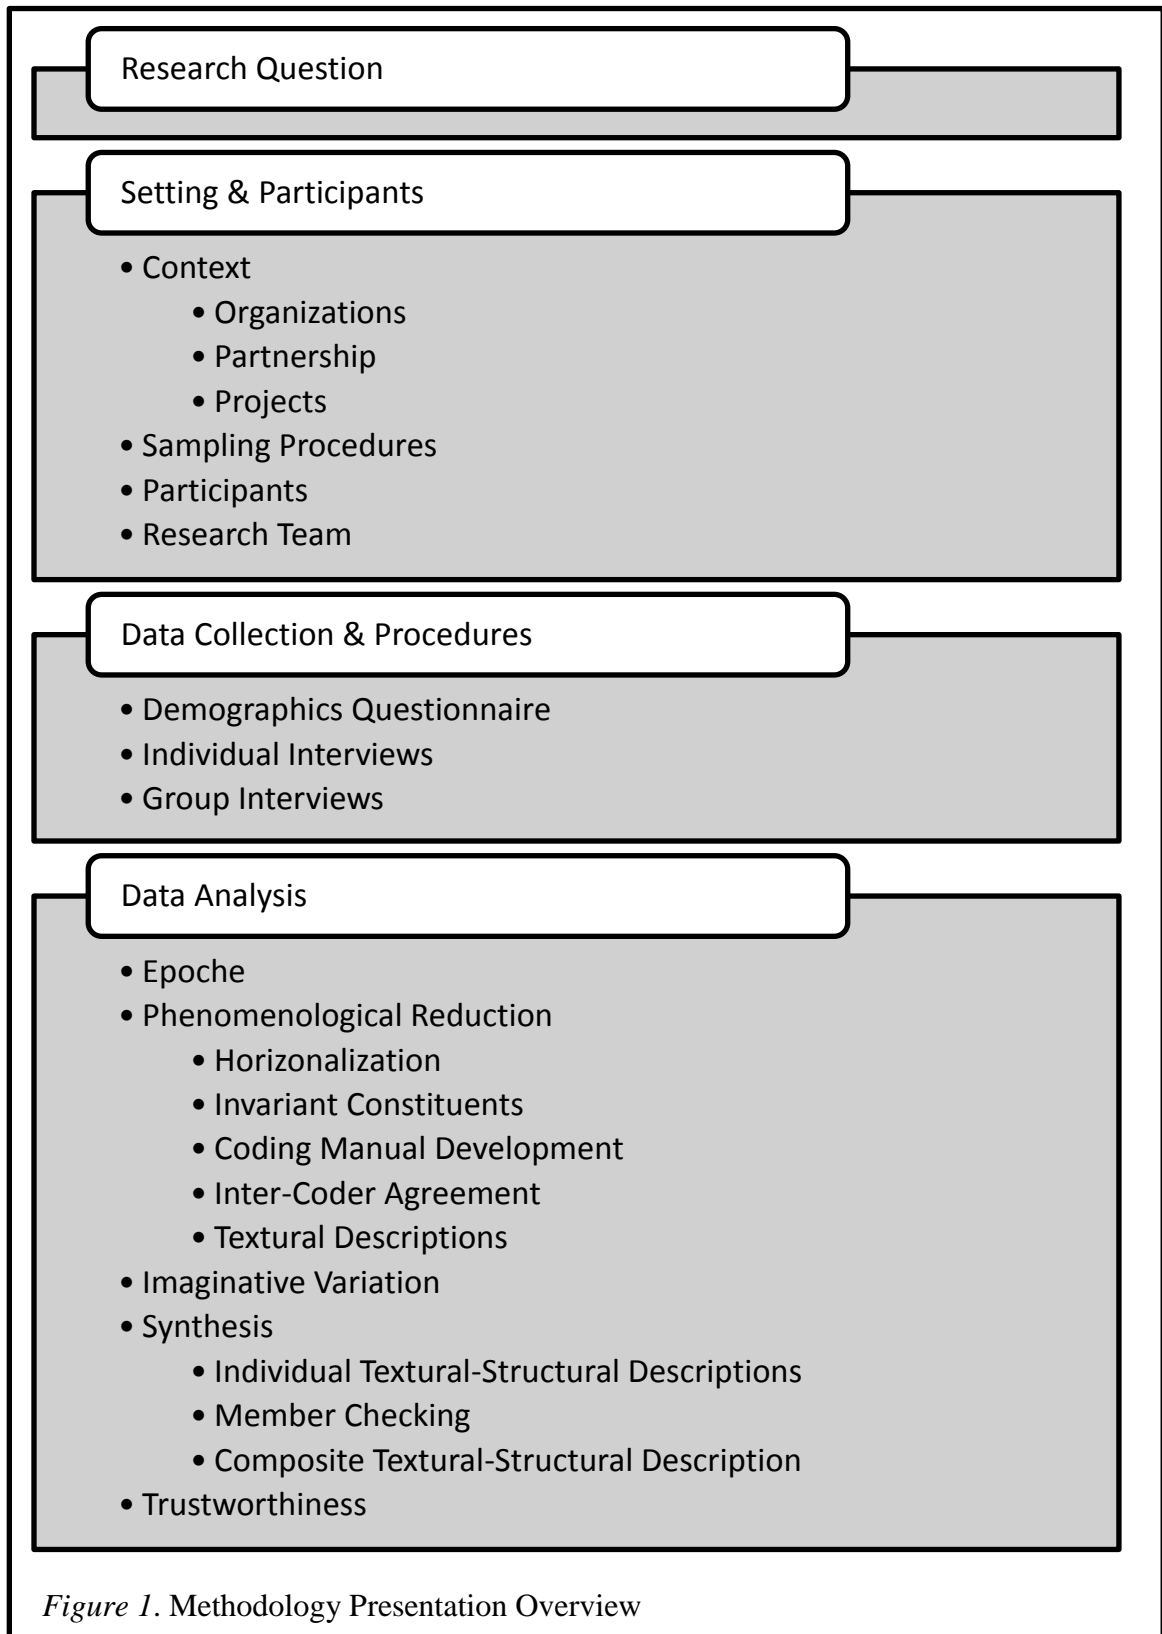 Research Question
Setting & Participants
• Context
• Organizations
• Partnership
• Projects
• Sampling Procedures
• Participants
• Research Team
Data Collection & Procedures
• Demographics Questionnaire
• Individual Interviews
• Group Interviews
Data Analysis
• Epoche
• Phenomenological Reduction
• Horizonalization
• Invariant Constituents
• Coding Manual Development
• Inter-Coder Agreement
• Textural Descriptions
• Imaginative Variation
• Synthesis
• Individual Textural-Structural Descriptions
• Member Checking
• Composite Textural-Structural Description
• Trustworthiness
Figure 1. Methodology Presentation Overview